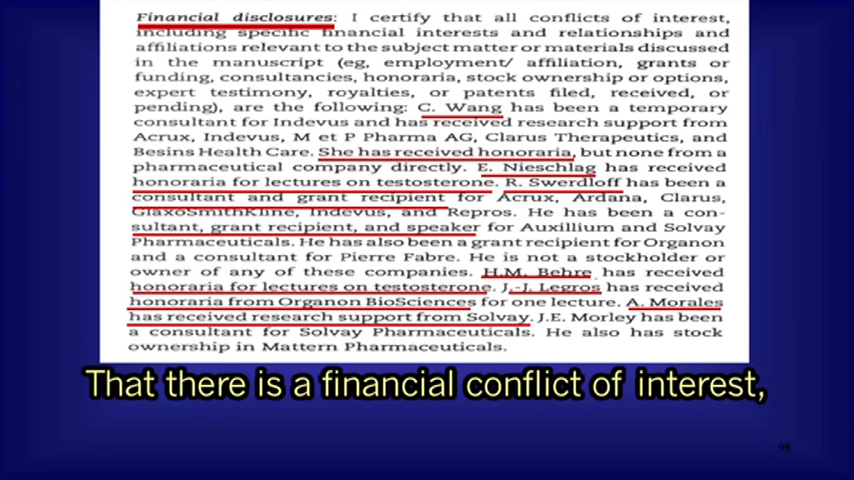 Financial disclosures: I certify that all conflicts of interest,
including specific financial interests and relationships and
affiliations relevant to the subject matter or materials discussed
in the manuscript (eg, employment/ affiliation, grants or
funding, consultancies, honoraria, stock ownership or options,
expert testimony, royalties, or patents filed, received, or
pending), are the following: C. Wang has been a temporary
consultant for Indevus and has received research support from
Acrux, Indevus, M et P Pharma AG, Clarus Therapeutics, and
Besins Health Care. She has received honoraria, but none from a
pharmaceutical company directly. E. Nieschlag has received
honoraria for lectures on testosterone. R. Swerdloff has been a
consultant and grant recipient for Acrux, Ardana, Clarus,
GlaxoSmithKline, Indevus, and Repros. He has been a con-
sultant, grant recipient, and speaker for Auxillium and Solvay
Pharmaceuticals. He has also been a grant recipient for Organon
and a consultant for Pierre Fabre. He is not a stockholder or
owner of any of these companies. H.M. Behre has received
honoraria for lectures on testosterone. J.-J. Legros has received
honoraria from Organon BioSciences for one lecture. A. Morales
has received research support from Solvay. J.E. Morley has been
a consultant for Solvay Pharmaceuticals. He also has stock
ownership in Mattern Pharmaceuticals.
That there is a financial conflict of interest,
98